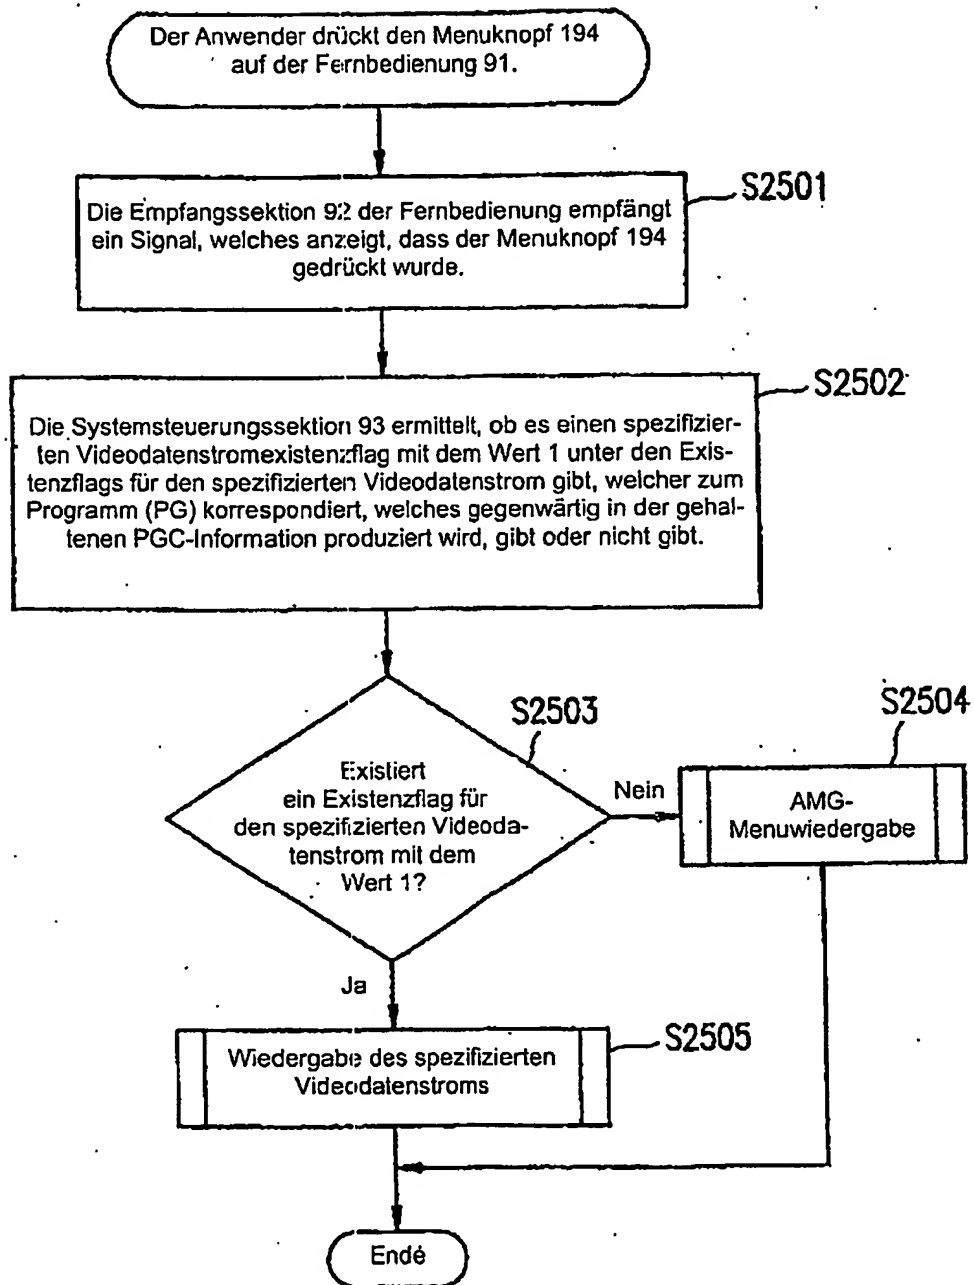 Der Anwender drückt den Menuknopf 194
auf der Fernbedienung 91.
S2501
Die Empfangssektion 92 der Fernbedienung empfängt
ein Signal, welches anzeigt, dass der Menuknopf 194
gedrückt wurde.
S2502
Die Systemsteuerungssektion 93 ermittelt, ob es einen spezifizier-
ten Videodatenstromexistenzflag mit dem Wert 1 unter den Exis-
tenzflags für den spezifizierten Videodatenstrom gibt, welcher zum
Programm (PG) korrespondiert, welches gegenwärtig in der gehal-
tenen PGC-Information produziert wird, gibt oder nicht gibt.
S2503
Existiert
ein Existenzflag für
den spezifizierten Videoda-
tenstrom mit dem
Wert 1?
Nein
S2504
AMG-
Menuwiedergabe
Ja
S2505
Wiedergabe des spezifizierten
Videodatenstroms
Ende